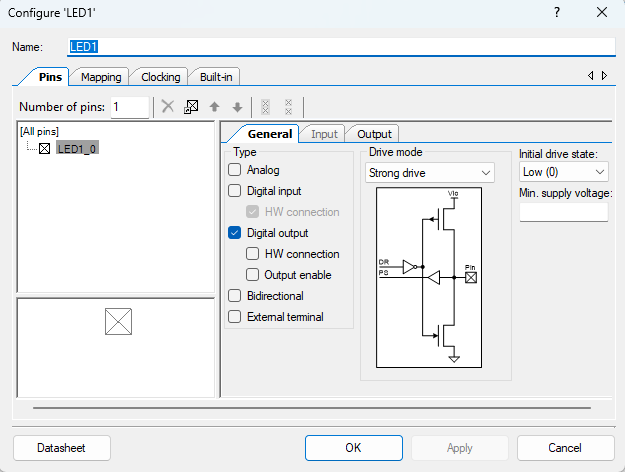 Configure 'LED1'
?
Name: LED1
Pins Mapping Clocking Built-in
Number of pins: 1
[All pins]
LED1_0
General Input Output
Type
Analog
Digital input
HW connection
Digital output
HW connection
Output enable
Bidirectional
External terminal
Drive mode
Strong drive
Vio
DR
PS
Pin
Initial drive state:
Low (0)
Min. supply voltage:
Datasheet OK Apply Cancel